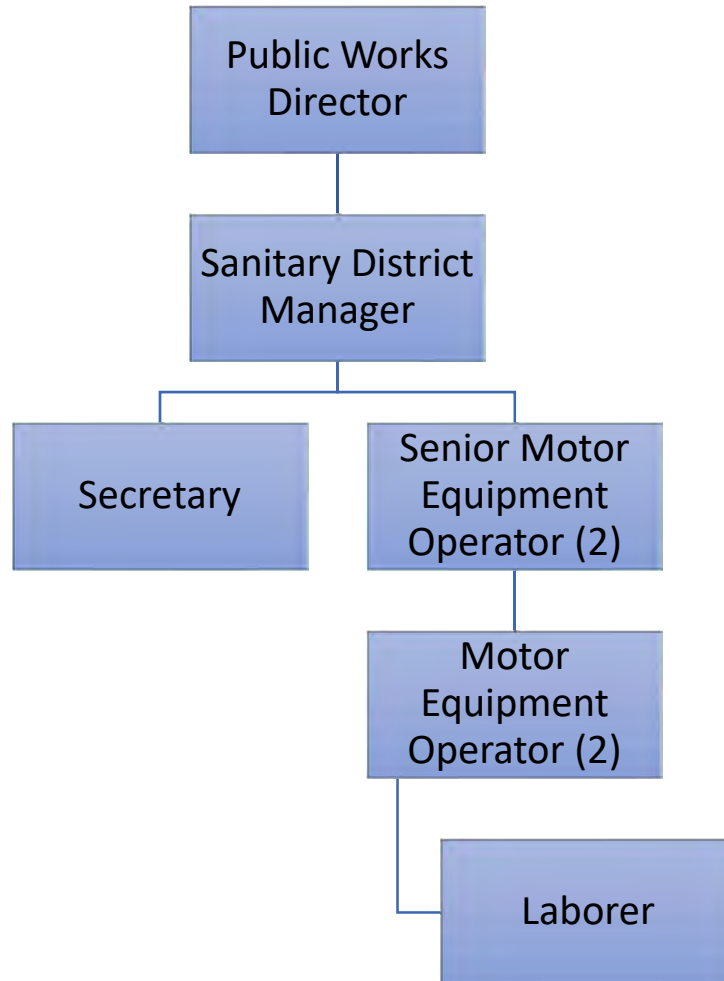 Public Works
Director
Sanitary District
Manager
Secretary
Senior Motor
Equipment
Operator (2)
Motor
Equipment
Operator (2)
Laborer